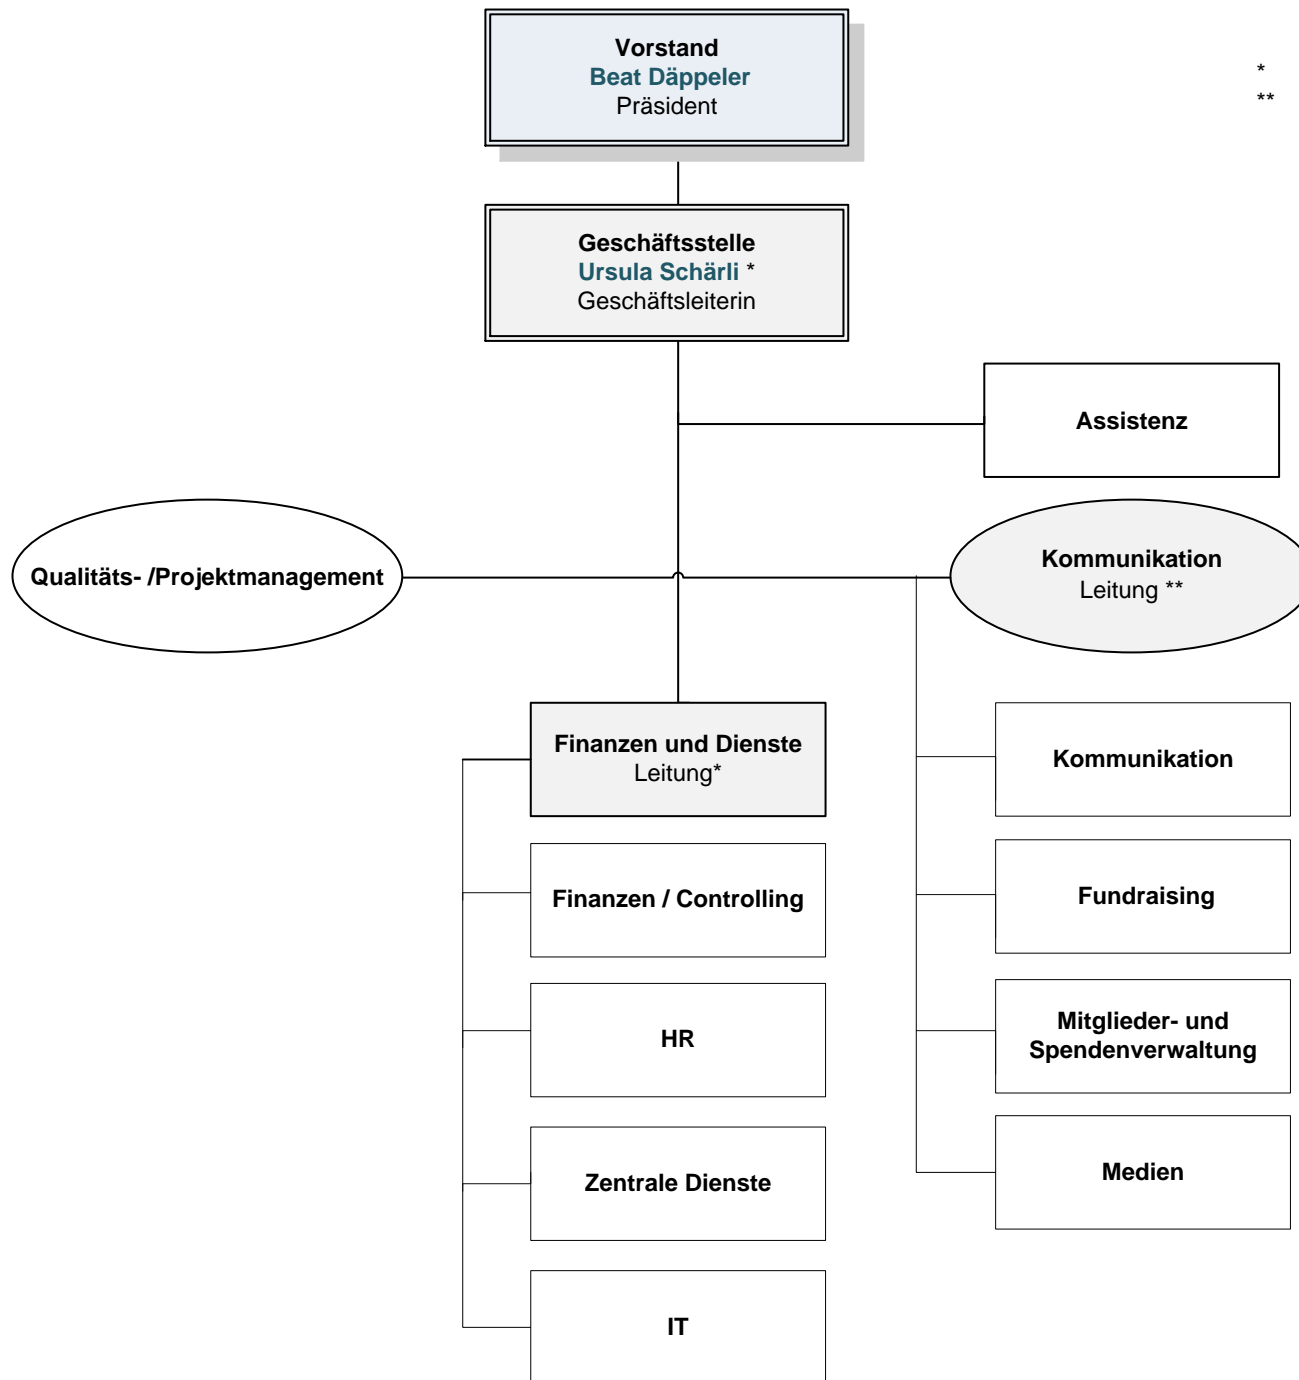 Vorstand
Beat Däppeler
Präsident
*
**
Geschäftsstelle
Ursula Schärli *
Geschäftsleiterin
Assistenz
Qualitäts- /Projektmanagement
Kommunikation
Leitung **
Finanzen und Dienste
Leitung*
Kommunikation
Finanzen / Controlling
Fundraising
HR
Mitglieder- und
Spendenverwaltung
Zentrale Dienste
Medien
IT